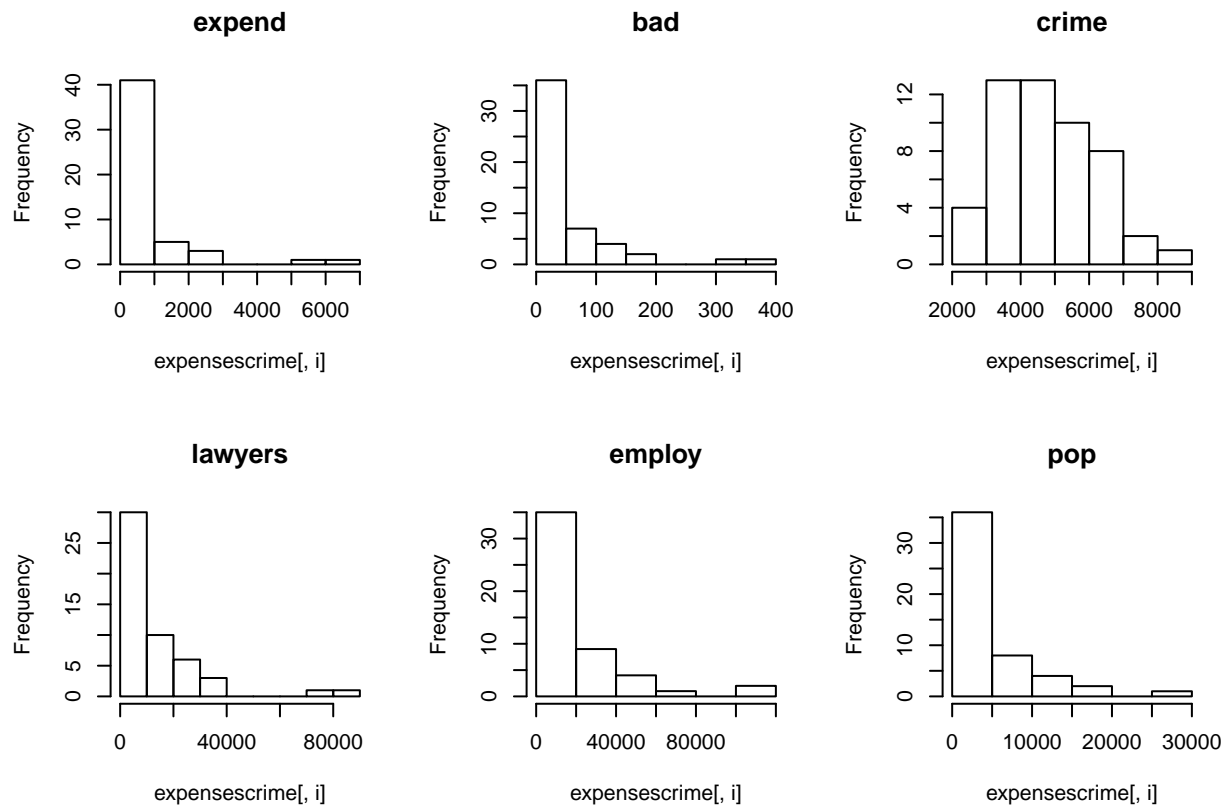 expend
Frequency
0 10 20 30 40
0 2000 4000 6000
expensescrime[, i]
bad
Frequency
0 10 20 30
0 100 200 300 400
expensescrime[, i]
crime
Frequency
0 4 8 12
2000 4000 6000 8000
expensescrime[, i]
lawyers
Frequency
0 5 15 25
0 40000 80000
expensescrime[, i]
employ
Frequency
0 10 20 30
0 40000 80000
expensescrime[, i]
pop
Frequency
0 10 20 30
0 10000 20000 30000
expensescrime[, i]